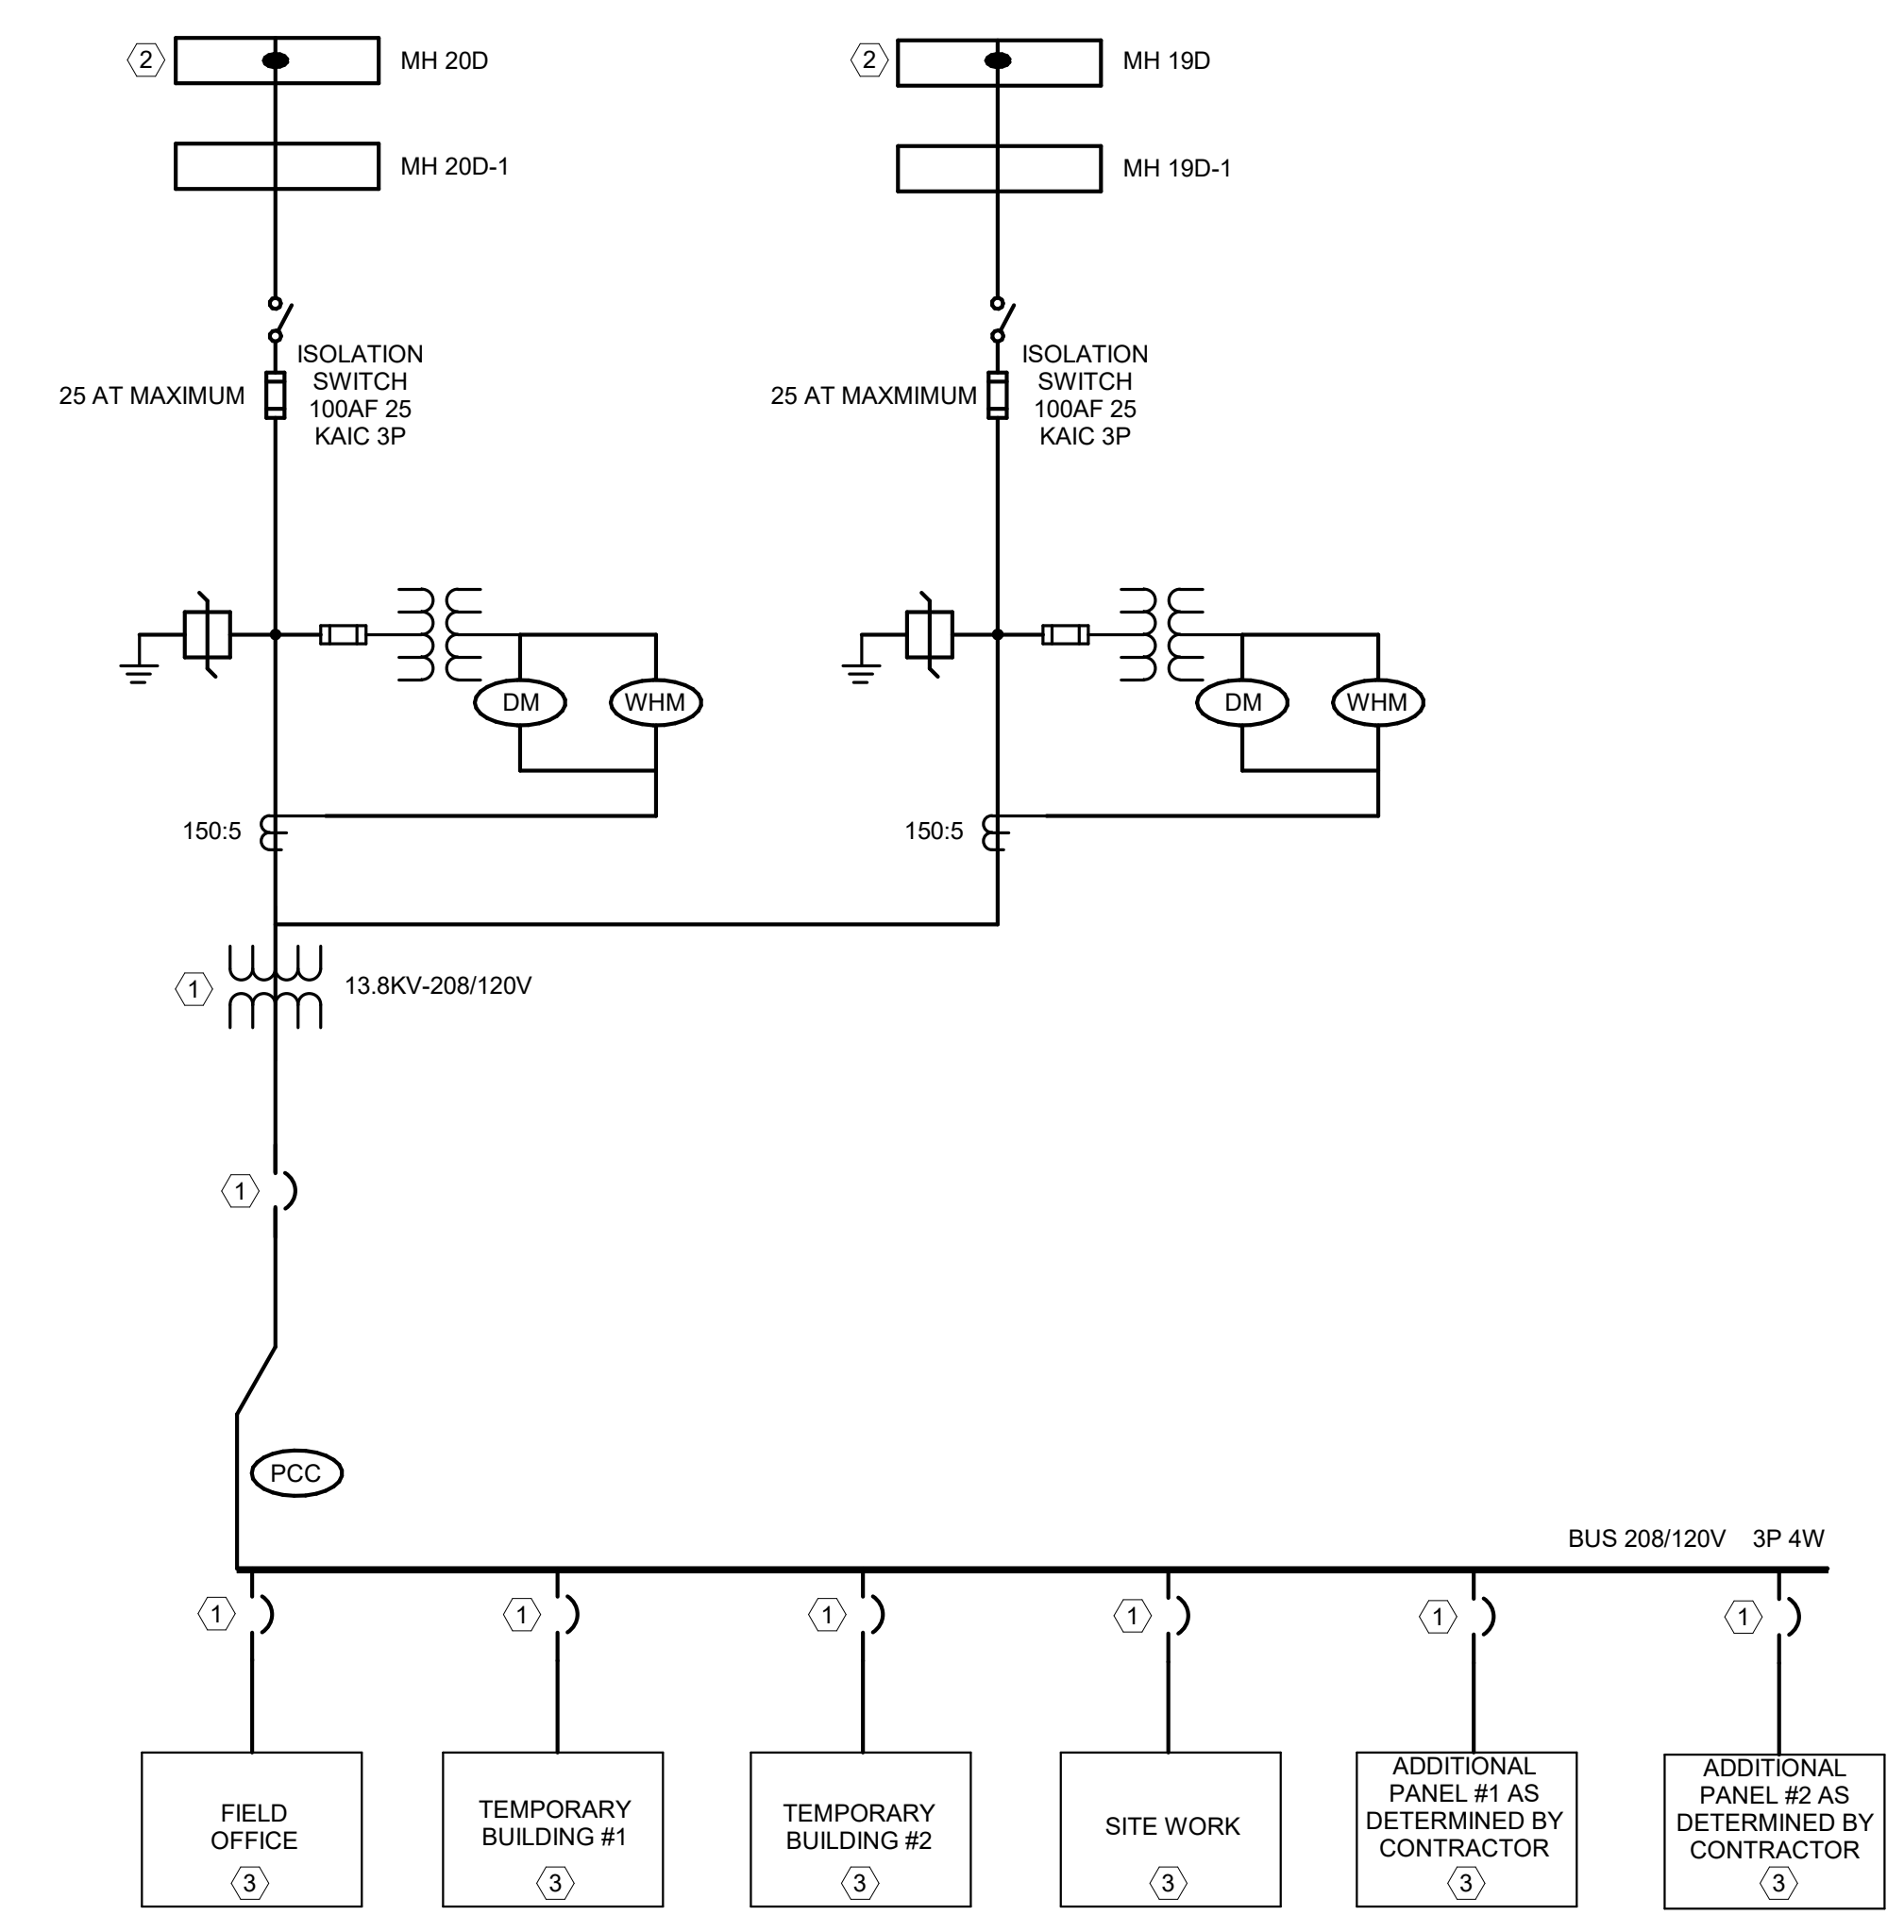 2
MH 20D
2
MH 19D
MH 20D-1
MH 19D-1
ISOLATION
SWITCH
100AF 25
KAIC 3P
25 AT MAXIMUM
ISOLATION
SWITCH
100AF 25
KAIC 3P
25 AT MAXMIMUM
DM
WHM
DM
WHM
150:5
150:5
1
13.8KV-208/120V
1
PCC
BUS 208/120V 3P 4W
1
1
1
1
1
1
FIELD
OFFICE
3
TEMPORARY
BUILDING #1
3
TEMPORARY
BUILDING #2
3
SITE WORK
3
ADDITIONAL
PANEL #1 AS
DETERMINED BY
CONTRACTOR
3
ADDITIONAL
PANEL #2 AS
DETERMINED BY
CONTRACTOR
3